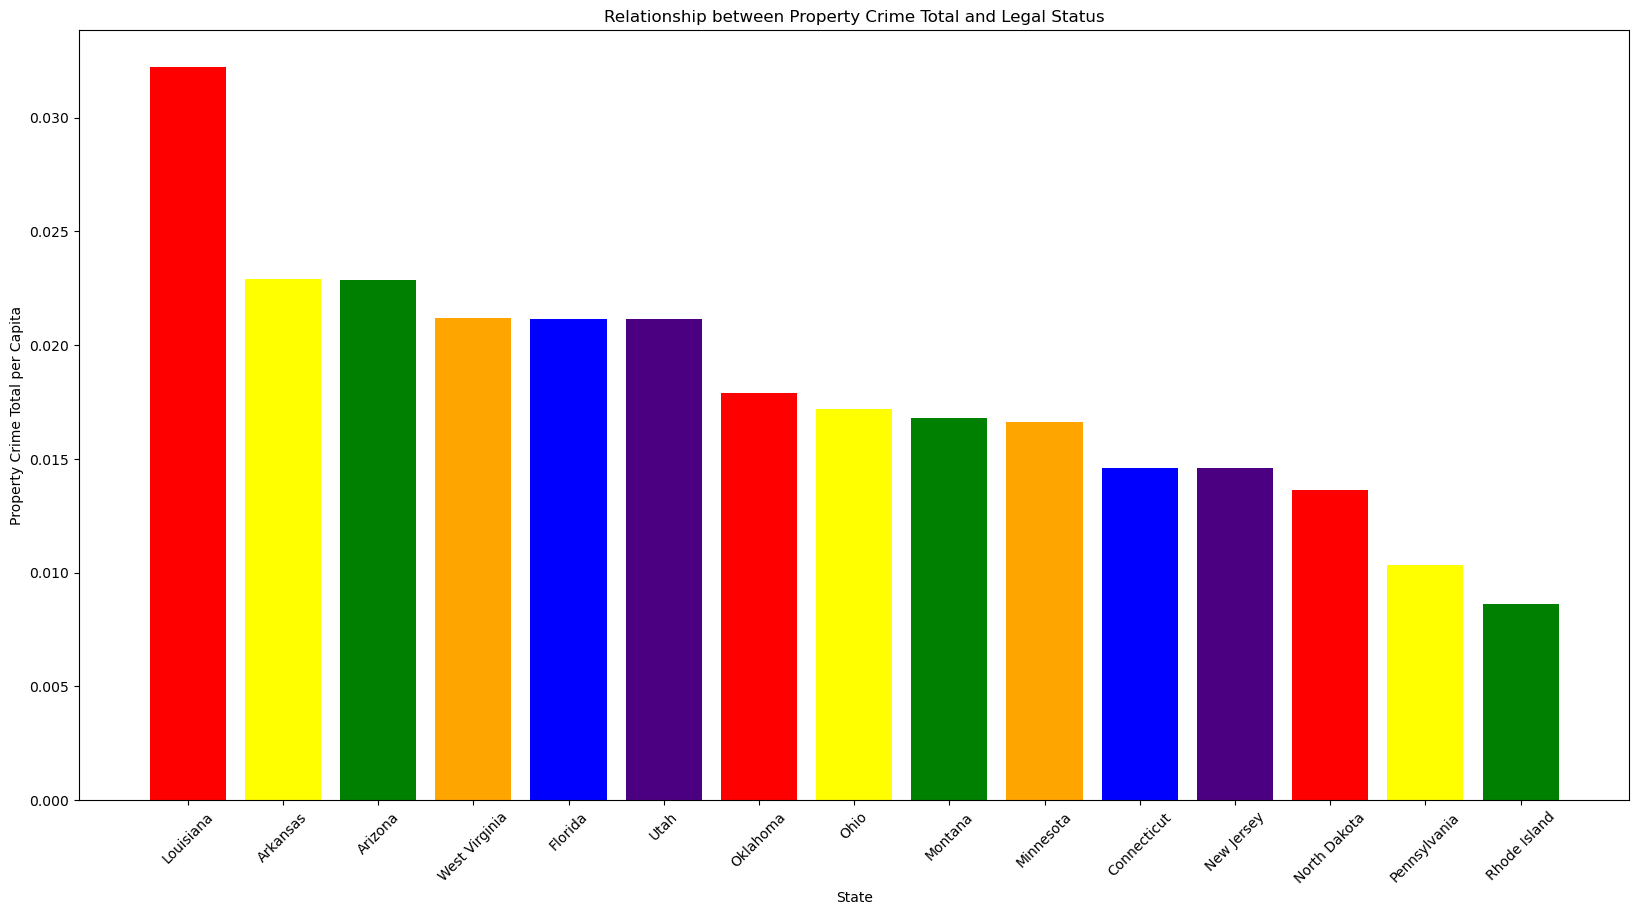 Relationship between Property Crime Total and Legal Status
Property Crime Total per Capita
0.030
0.025
0.020
0.015
0.010
0.005
0.000
Louisiana
Arkansas
Arizona
West Virginia
Florida
Utah
Oklahoma
Ohio
Montana
Minnesota
Connecticut
New Jersey
North Dakota
Pennsylvania
Rhode Island
State